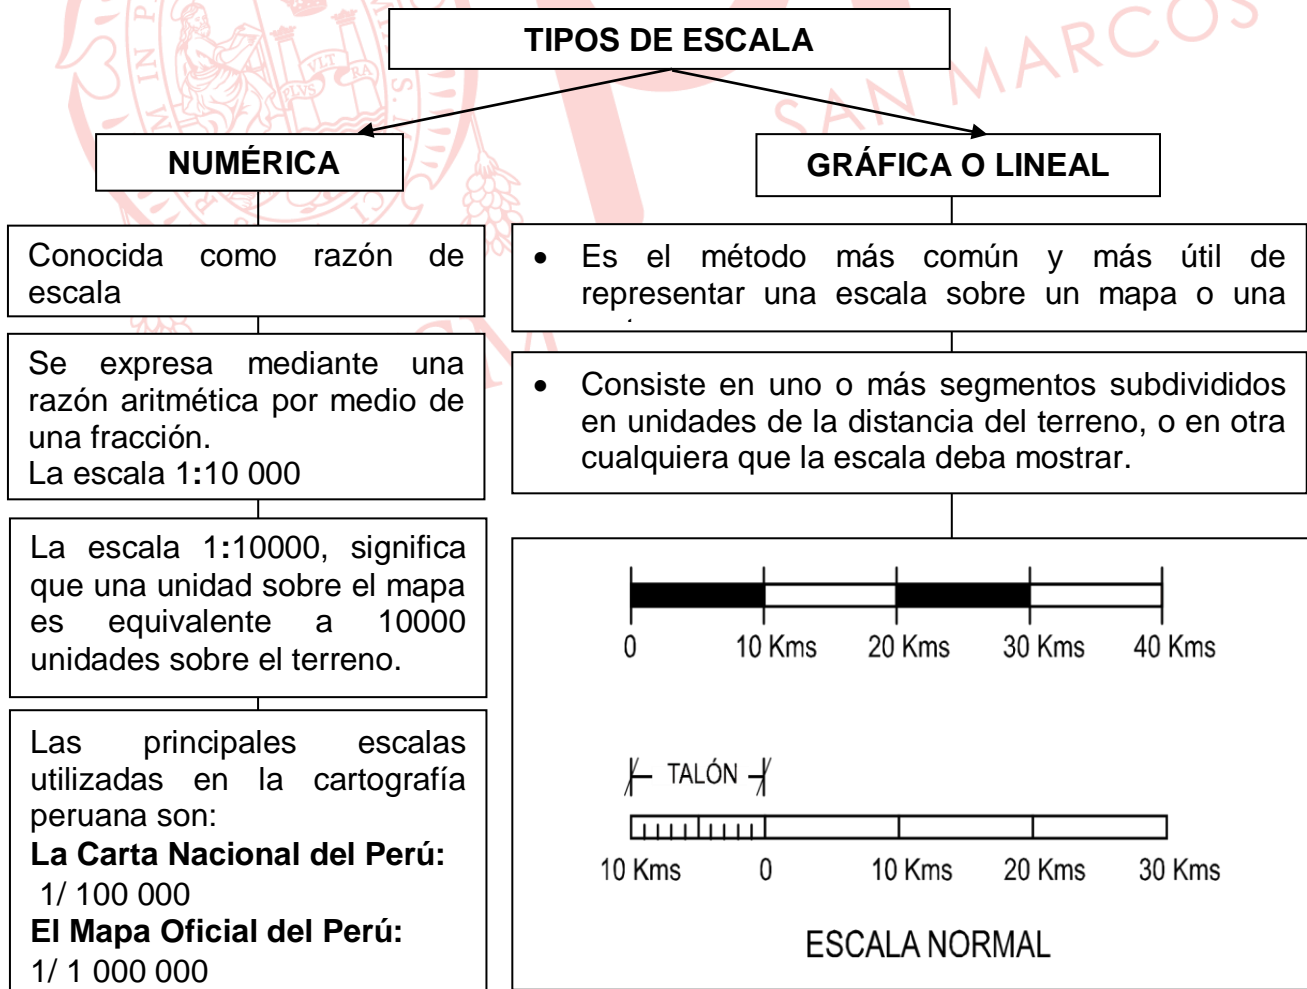 TIPOS DE ESCALA
SAN MARCOS
NUMÉRICA
GRÁFICA O LINEAL
Conocida como razón de
escala
Se expresa mediante una
razón aritmética por medio de
una fracción.
La escala 1:10 000
La escala 1:10000, significa
que una unidad sobre el mapa
es equivalente a 10000
unidades sobre el terreno.
Las principales escalas
utilizadas en la cartografía
peruana son:
La Carta Nacional del Perú:
1/ 100 000
El Mapa Oficial del Perú:
1/ 1 000 000
• Es el método más común y más útil de
representar una escala sobre un mapa o una
• Consiste en uno o más segmentos subdivididos
en unidades de la distancia del terreno, o en otra
cualquiera que la escala deba mostrar.
0 10 Kms 20 Kms 30 Kms 40 Kms
TALÓN
10 Kms 0 10 Kms 20 Kms 30 Kms
ESCALA NORMAL
PLVS VLT RA